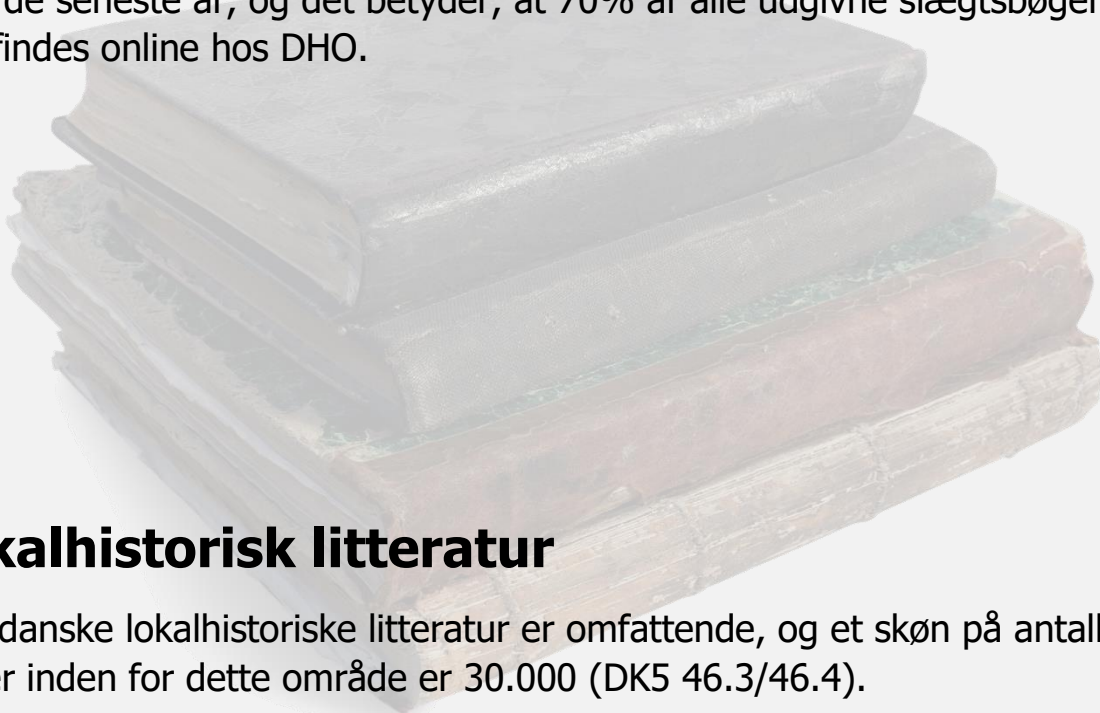 de seneste år, og det betyder, at 70% af alle udgivne slægtsbøger
findes online hos DHO.
kalhistorisk litteratur
danske lokalhistoriske litteratur er omfattende, og et skøn på antall
er inden for dette område er 30.000 (DK5 46.3/46.4).